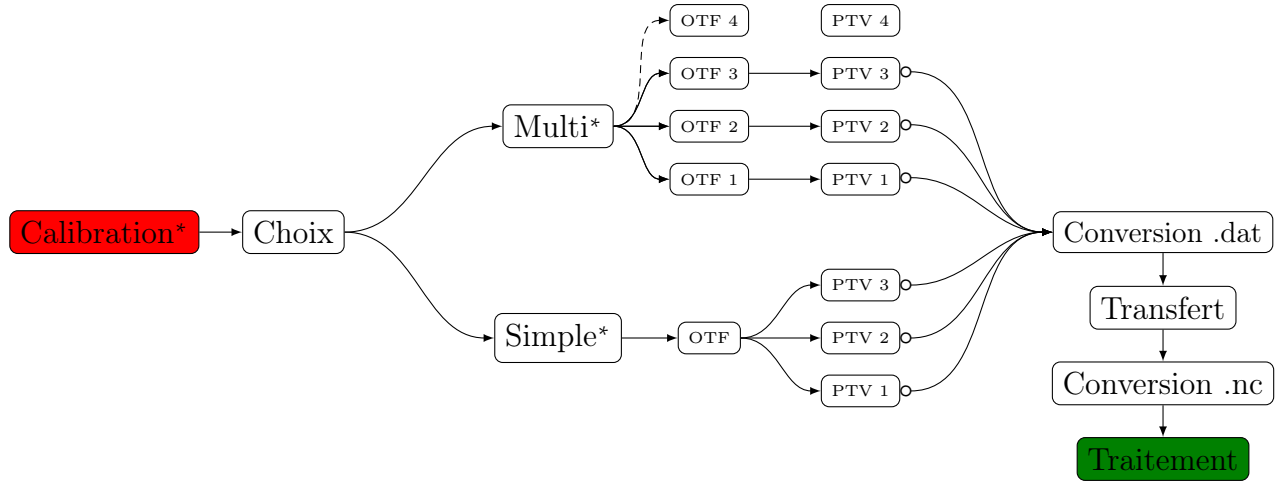 OTF 4
PTV 4
OTF 3
PTV 3
Multi*
OTF 2
PTV 2
OTF 1
PTV 1
Calibration*
Choix
Conversion .dat
PTV 3
Transfert
Simple*
OTF
PTV 2
Conversion .nc
PTV 1
Traitement